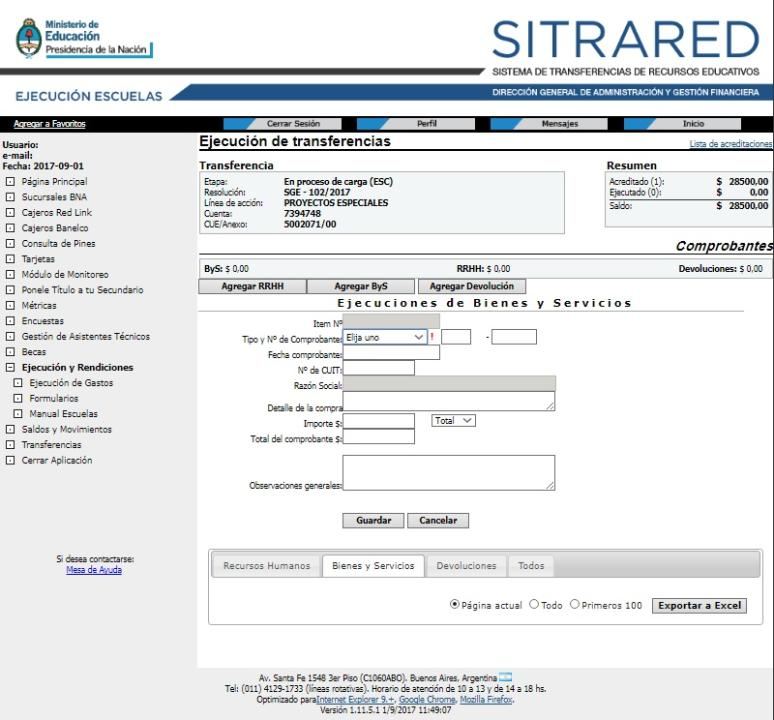 Ministerio de
Educación
Presidencia de la Nación
SITRARED
SISTEMA DE TRANSFERENCIAS DE RECURSOS EDUCATIVOS
EJECUCIÓN ESCUELAS
DIRECCIÓN GENERAL DE ADMINISTRACIÓN Y GESTIÓN FINANCIERA
Agregar a Favoritos
Cerrar Sesión
Perfil
Mensajes
Inicio
Usuario:
e-mail:
Fecha: 2017-09-01
Página Principal
Sucursales BNA
Cajeros Red Link
Cajeros Banelco
Consulta de Pines
Tarjetas
Módulo de Monitoreo
Ponele Título a tu Secundario
Métricas
Encuestas
Gestión de Asistentes Técnicos
Becas
Ejecución y Rendiciones
Ejecución de Gastos
Formularios
Manual Escuelas
Saldos y Movimientos
Transferencias
Cerrar Aplicación
Si desea contactarse:
Mesa de Ayuda
Ejecución de transferencias
Lista de acreditaciones
Transferencia
Etapa: En proceso de carga (ESC)
Resolución: SGE - 102/2017
Línea de acción: PROYECTOS ESPECIALES
Cuenta: 7394748
CUE/Anexo: 5002071/00
Resumen
Acreditado (1): $ 28500,00
Ejecutado (0): $ 0,00
Saldo: $ 28500,00
Comprobantes
ByS: $ 0,00 RRHH: $ 0,00 Devoluciones: $ 0,00
Agregar RRHH Agregar ByS Agregar Devolución
Ejecuciones de Bienes y Servicios
Item Nº
Tipo y Nº de Comprobante: Elija uno ! -
Fecha comprobante:
Nº de CUIT:
Razón Social:
Detalle de la compra
Importe $: Total
Total del comprobante $:
Observaciones generales:
Guardar Cancelar
Recursos Humanos Bienes y Servicios Devoluciones Todos
Página actual Todo Primeros 100 Exportar a Excel
Av. Santa Fe 1548 3er Piso (C1060ABO). Buenos Aires, Argentina
Tel: (011) 4129-1733 (líneas rotativas). Horario de atención de 10 a 13 y de 14 a 18 hs.
Optimizado para Internet Explorer 9.+, Google Chrome, Mozilla Firefox.
Versión 1.11.5.1 1/9/2017 11:49:07